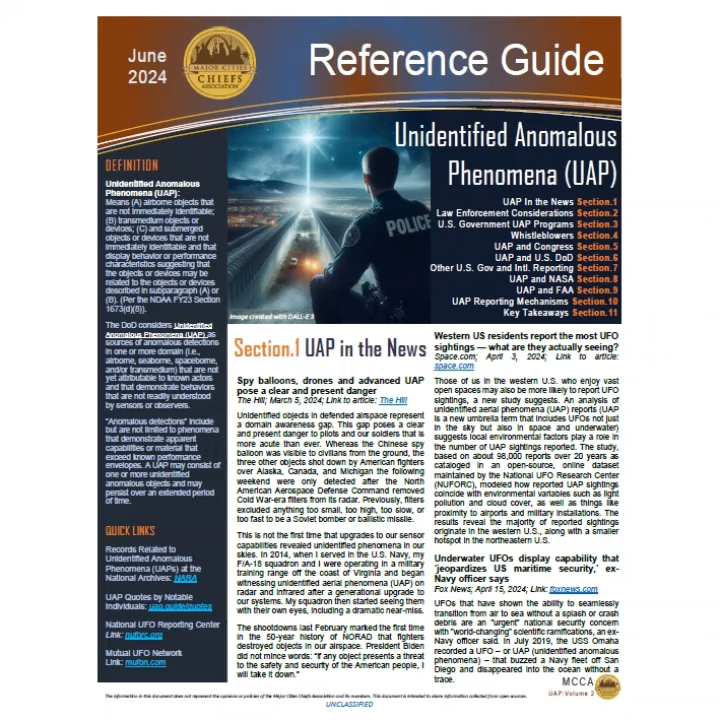 June
2024
MAJOR CITIES
CHIEFS
ASSOCIATION
Reference Guide
Unidentified Anomalous
Phenomena (UAP)
UAP In the News Section.1
Law Enforcement Considerations Section.2
U.S. Government UAP Programs Section.3
Whistleblowers Section.4
UAP and Congress Section.5
UAP and U.S. DoD Section.6
Other U.S. Gov and Intl. Reporting Section.7
UAP and NASA Section.8
UAP and FAA Section.9
UAP Reporting Mechanisms Section.10
Key Takeaways Section.11
POLICE
Image created with DALL-E 3
DEFINITION
Unidentified Anomalous
Phenomena (UAP):
Means (A) airborne objects that
are not immediately identifiable;
(B) transmedium objects or
devices; (C) and submerged
objects or devices that are not
immediately identifiable and that
display behavior or performance
characteristics suggesting that
the objects or devices may be
related to the objects or devices
described in subparagraph (A) or
(B). (Per the NDAA FY23 Section
1673(d)(8)).
The DoD considers Unidentified
Anomalous Phenomena (UAP) as
sources of anomalous detections
in one or more domain (i.e.,
airborne, seaborne, spaceborne,
and/or transmedium) that are not
yet attributable to known actors
and that demonstrate behaviors
that are not readily understood
by sensors or observers.
"Anomalous detections" include
but are not limited to phenomena
that demonstrate apparent
capabilities or material that
exceed known performance
envelopes. A UAP may consist of
one or more unidentified
anomalous objects and may
persist over an extended period
of time.
QUICK LINKS
Records Related to
Unidentified Anomalous
Phenomena (UAPs) at the
National Archives: NARA
UAP Quotes by Notable
Individuals: uap.guide/quotes
National UFO Reporting Center
Link: nuforc.org
Mutual UFO Network
Link: mufon.com
Section.1 UAP in the News
Spy balloons, drones and advanced UAP
pose a clear and present danger
The Hill; March 5, 2024; Link to article: The Hill
Unidentified objects in defended airspace represent
a domain awareness gap. This gap poses a clear
and present danger to pilots and our soldiers that is
more acute than ever. Whereas the Chinese spy
balloon was visible to civilians from the ground, the
three other objects shot down by American fighters
over Alaska, Canada, and Michigan the following
weekend were only detected after the North
American Aerospace Defense Command removed
Cold War-era filters from its radar. Previously, filters
excluded anything too small, too high, too slow, or
too fast to be a Soviet bomber or ballistic missile.
This is not the first time that upgrades to our sensor
capabilities revealed unidentified phenomena in our
skies. In 2014, when I served in the U.S. Navy, my
F/A-18 squadron and I were operating in a military
training range off the coast of Virginia and began
witnessing unidentified aerial phenomena (UAP) on
radar and infrared after a generational upgrade to
our systems. My squadron then started seeing them
with their own eyes, including a dramatic near-miss.
The shootdowns last February marked the first time
in the 50-year history of NORAD that fighters
destroyed objects in our airspace. President Biden
did not mince words: "If any object presents a threat
to the safety and security of the American people, I
will take it down."
Western US residents report the most UFO
sightings — what are they actually seeing?
Space.com; April 3, 2024; Link to article:
space.com
Those of us in the western U.S. who enjoy vast
open spaces may also be more likely to report UFO
sightings, a new study suggests. An analysis of
unidentified aerial phenomena (UAP) reports (UAP
is a new umbrella term that includes UFOs not just
in the sky but also in space and underwater)
suggests local environmental factors play a role in
the number of UAP sightings reported. The study,
based on about 98,000 reports over 20 years as
cataloged in an open-source, online dataset
maintained by the National UFO Research Center
(NUFORC), modeled how reported UAP sightings
coincide with environmental variables such as light
pollution and cloud cover, as well as things like
proximity to airports and military installations. The
results reveal the majority of reported sightings
originate in the western U.S., along with a smaller
hotspot in the northeastern U.S.
Underwater UFOs display capability that
'jeopardizes US maritime security,' ex-
Navy officer says
Fox News; April 15, 2024; Link: foxnews.com
UFOs that have shown the ability to seamlessly
transition from air to sea without a splash or crash
debris are an "urgent" national security concern
with "world-changing" scientific ramifications, an ex-
Navy officer said. In July 2019, the USS Omaha
recorded a UFO – or UAP (unidentified anomalous
phenomena) – that buzzed a Navy fleet off San
Diego and disappeared into the ocean without a
trace.
MCCA
UAP:Volume 2
The information in this document does not represent the opinions or policies of the Major Cities Chiefs Association and its members. This document is intended to share information collected from open sources.
UNCLASSIFIED